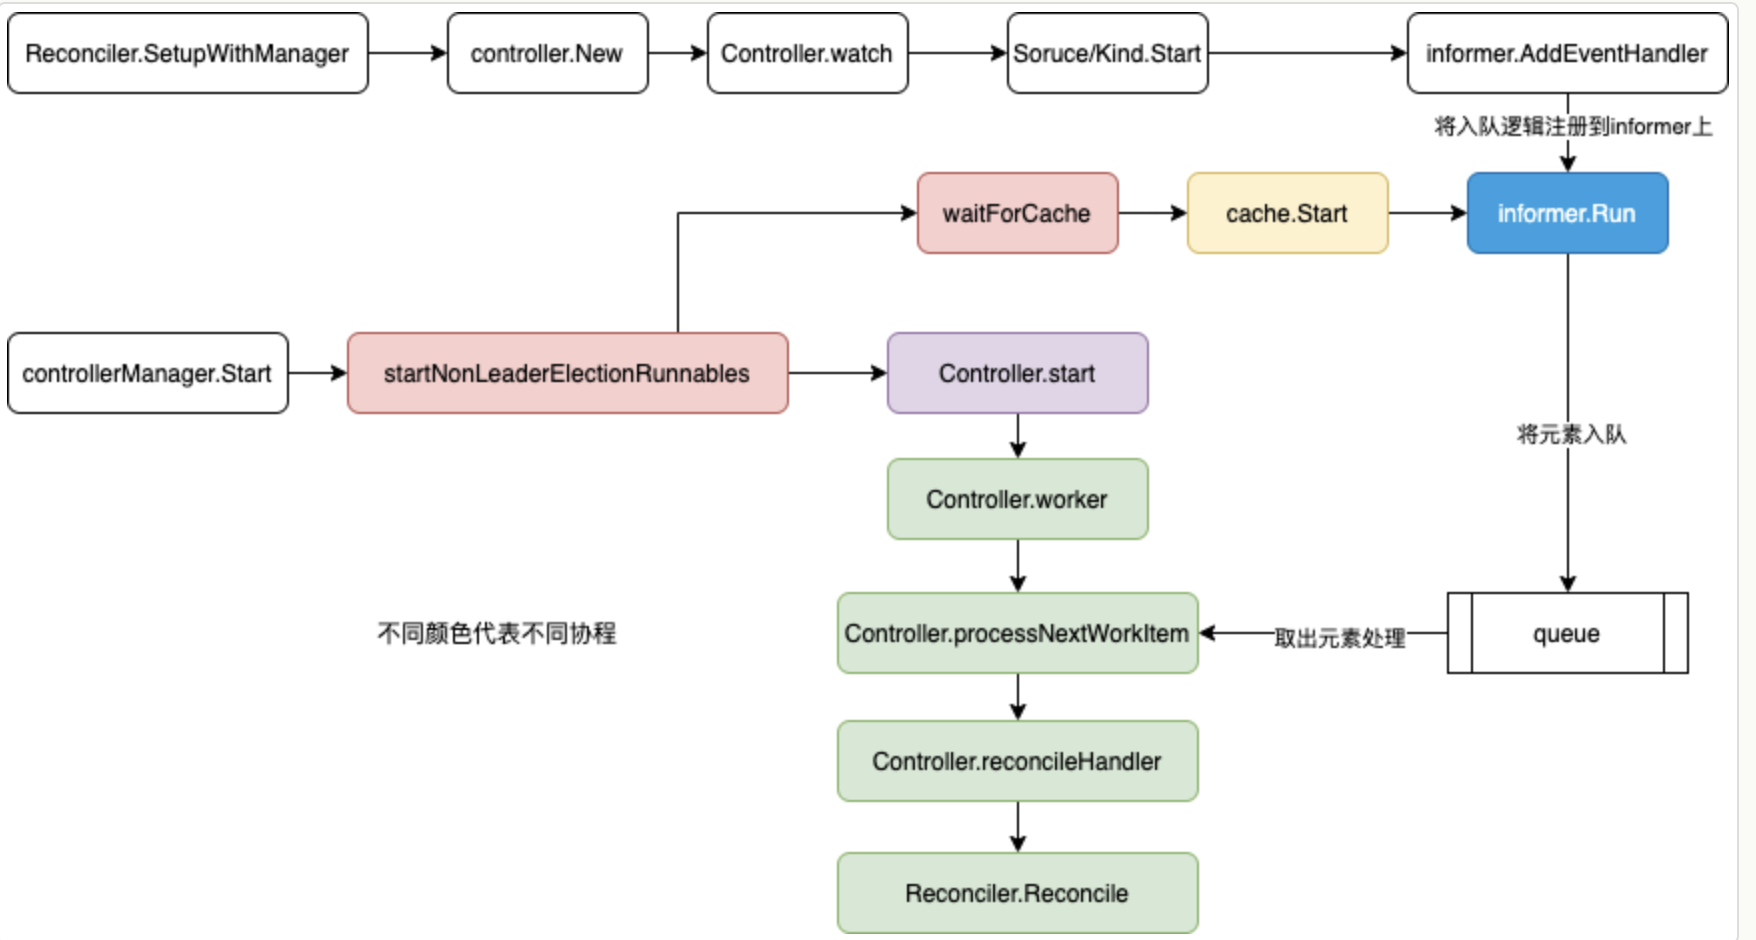 Reconciler.SetupWithManager
controller.New
Controller.watch
Soruce/Kind.Start
informer.AddEventHandler
将入队逻辑注册到informer上
waitForCache
cache.Start
informer.Run
controllerManager.Start
startNonLeaderElectionRunnables
Controller.start
将元素入队
Controller.worker
不同颜色代表不同协程
Controller.processNextWorkItem
取出元素处理
queue
Controller.reconcileHandler
Reconciler.Reconcile